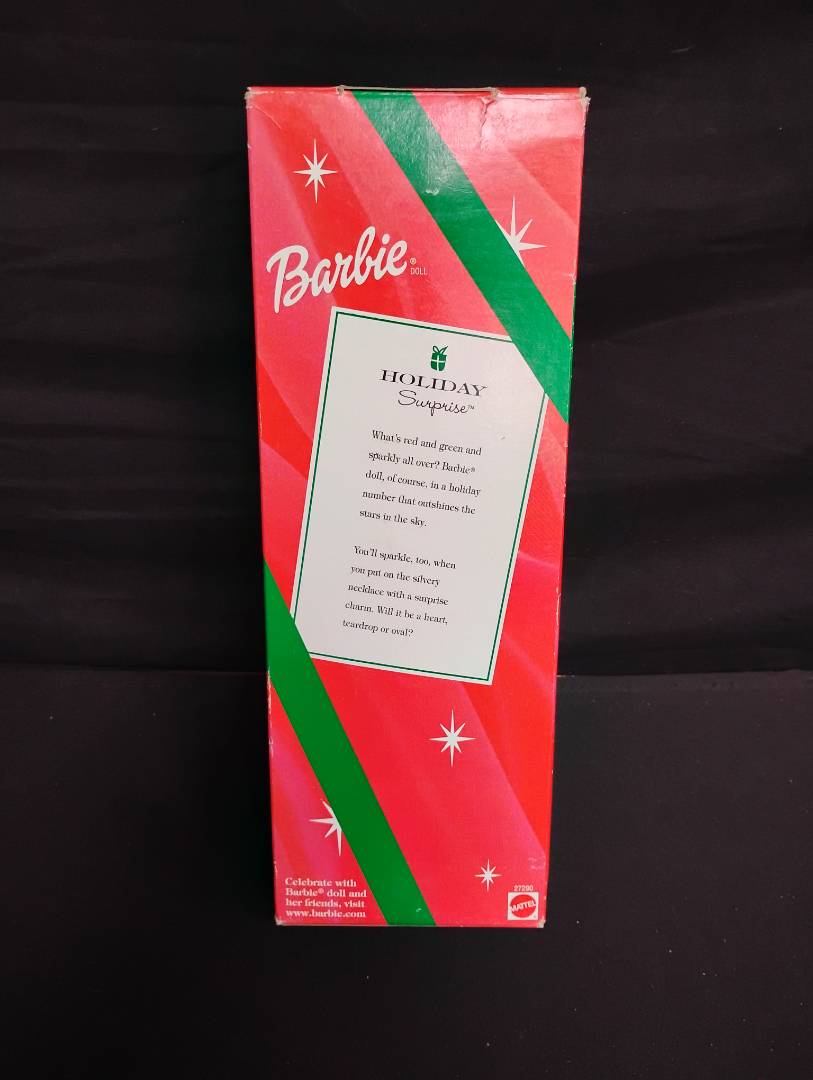 Barbie®
DOLL
HOLIDAY
Surprise™
What's red and green and
sparkly all over? Barbie®
doll, of course, in a holiday
number that outshines the
stars in the sky.
You'll sparkle, too, when
you put on the silvery
necklace with a surprise
charm. Will it be a heart,
teardrop or oval?
Celebrate with
Barbie® doll and
her friends, visit
www.barbie.com
27290
MATTEL